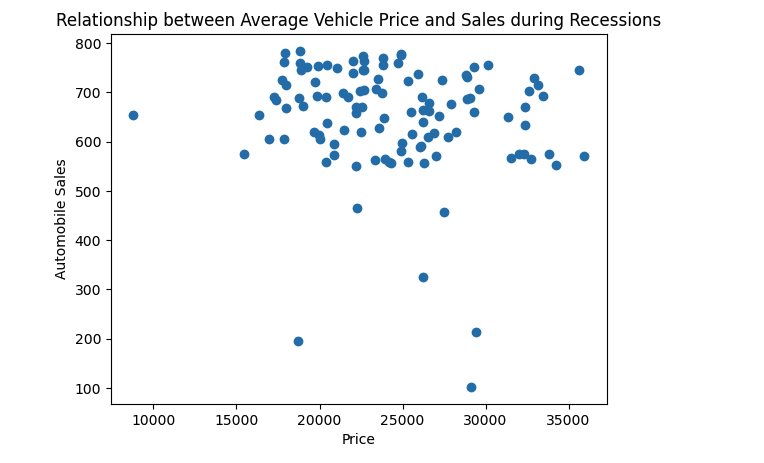 Relationship between Average Vehicle Price and Sales during Recessions
800
700
600
500
400
300
200
100
Automobile Sales
10000 15000 20000 25000 30000 35000
Price